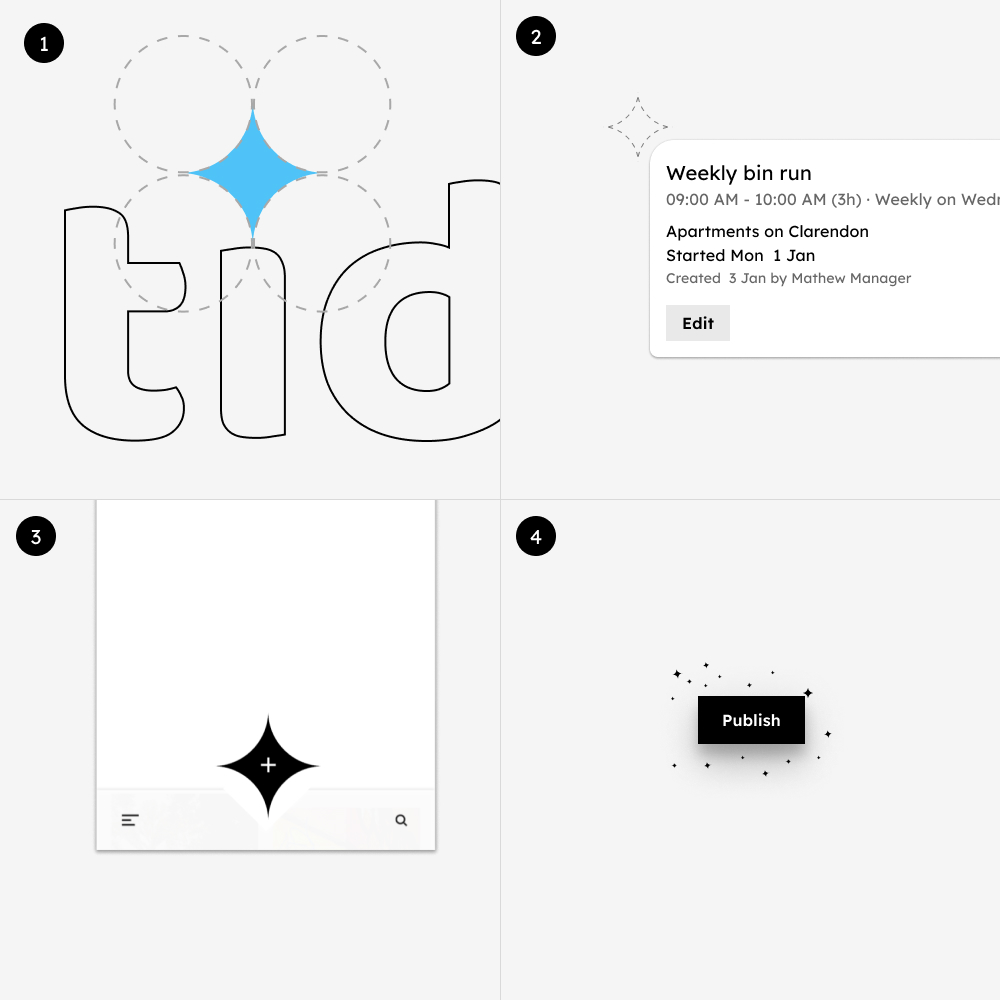 1
tid
2
Weekly bin run
09:00 AM - 10:00 AM (3h) · Weekly on Wedn
Apartments on Clarendon
Started Mon 1 Jan
Created 3 Jan by Mathew Manager
Edit
3
+
4
Publish